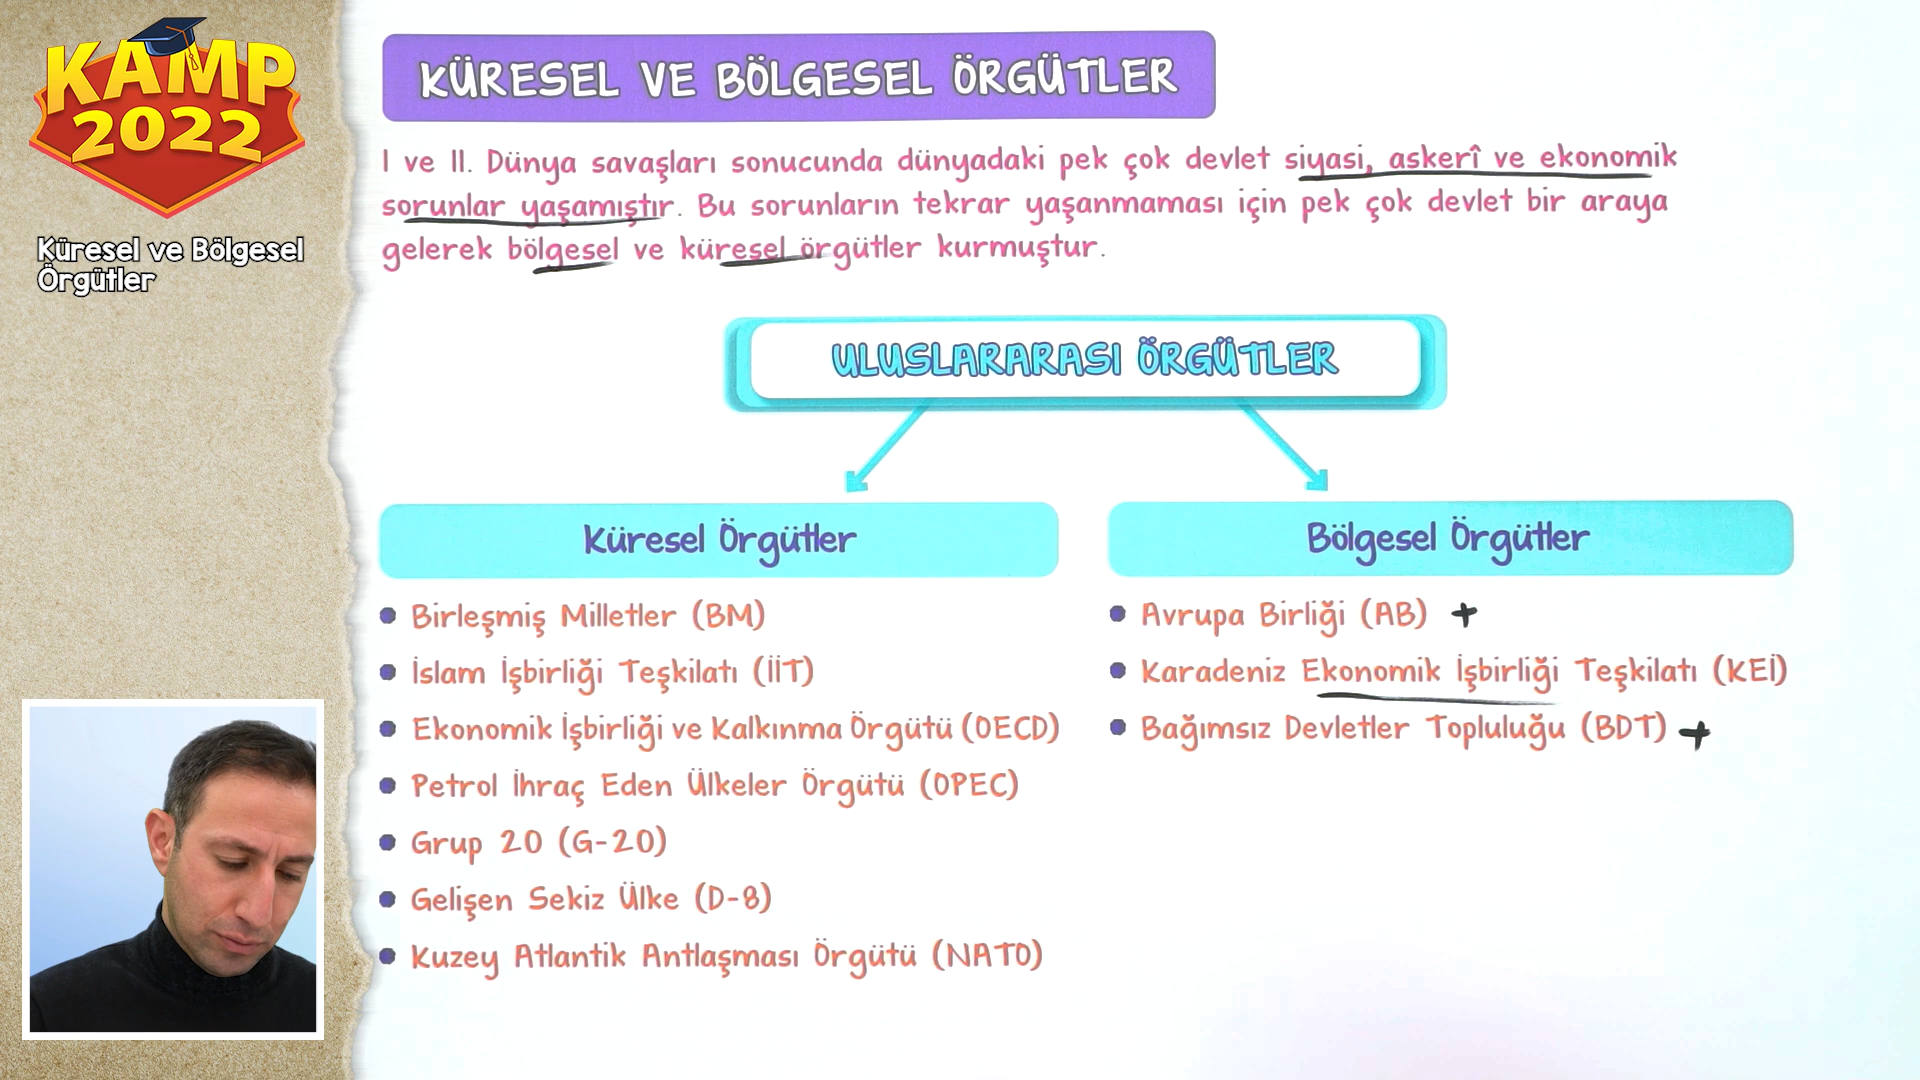 KAMP
2022
Küresel ve Bölgesel
Örgütler
KÜRESEL VE BÖLGESEL ÖRGÜTLER
I ve II. Dünya savaşları sonucunda dünyadaki pek çok devlet siyasi, askerî ve ekonomik
sorunlar yaşamıştır. Bu sorunların tekrar yaşanmaması için pek çok devlet bir araya
gelerek bölgesel ve küresel örgütler kurmuştur.
ULUSLARARASI ÖRGÜTLER
Küresel Örgütler
Birleşmiş Milletler (BM)
İslam İşbirliği Teşkilatı (İİT)
Ekonomik İşbirliği ve Kalkınma Örgütü (OECD)
Petrol İhraç Eden Ülkeler Örgütü (OPEC)
Grup 20 (G-20)
Gelişen Sekiz Ülke (D-8)
Kuzey Atlantik Antlaşması Örgütü (NATO)
Bölgesel Örgütler
Avrupa Birliği (AB) +
Karadeniz Ekonomik İşbirliği Teşkilatı (KEİ)
Bağımsız Devletler Topluluğu (BDT) +